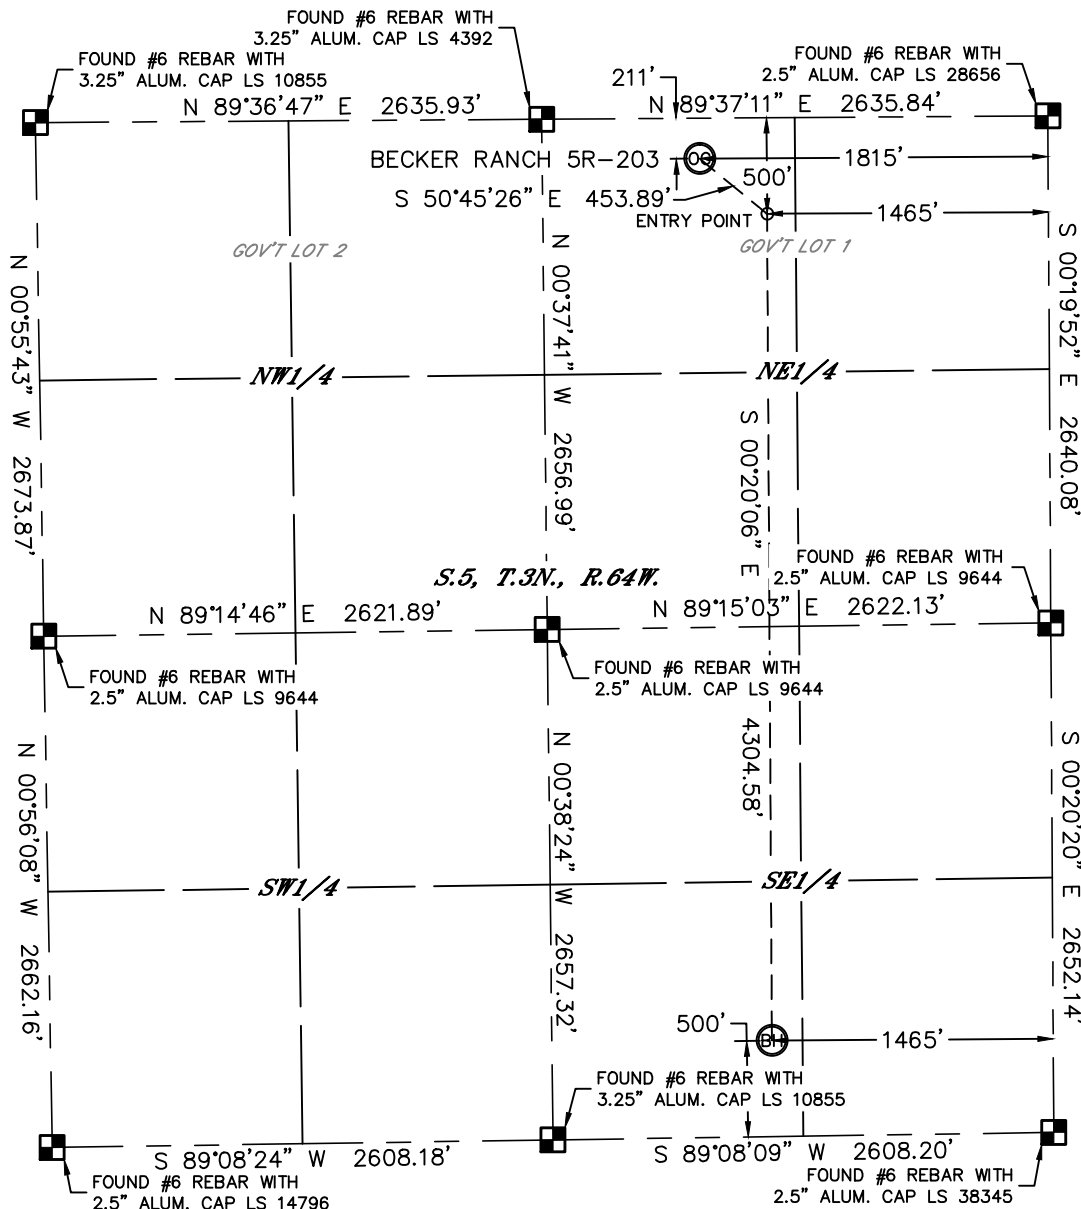 FOUND #6 REBAR WITH
3.25" ALUM. CAP LS 4392
FOUND #6 REBAR WITH
3.25" ALUM. CAP LS 10855
FOUND #6 REBAR WITH
2.5" ALUM. CAP LS 28656
N 89°36'47" E 2635.93'
211'
N 89°37'11" E 2635.84'
BECKER RANCH 5R-203
1815'
500'
S 50°45'26" E 453.89'
ENTRY POINT
1465'
GOV'T LOT 2
GOV'T LOT 1
N 00°55'43" W 2673.87'
N 00°37'41" W 2656.99'
S 00°19'52" E 2640.08'
NW1/4
NE1/4
S 00°20'06" E 4304.58'
S.5, T.3N., R.64W.
FOUND #6 REBAR WITH
2.5" ALUM. CAP LS 9644
N 89°14'46" E 2621.89'
N 89°15'03" E 2622.13'
FOUND #6 REBAR WITH
2.5" ALUM. CAP LS 9644
FOUND #6 REBAR WITH
2.5" ALUM. CAP LS 9644
N 00°56'08" W 2662.16'
N 00°38'24" W 2657.32'
S 00°20'20" E 2652.14'
SW1/4
SE1/4
500'
BH
1465'
FOUND #6 REBAR WITH
3.25" ALUM. CAP LS 10855
S 89°08'24" W 2608.18'
S 89°08'09" W 2608.20'
FOUND #6 REBAR WITH
2.5" ALUM. CAP LS 14796
FOUND #6 REBAR WITH
2.5" ALUM. CAP LS 38345